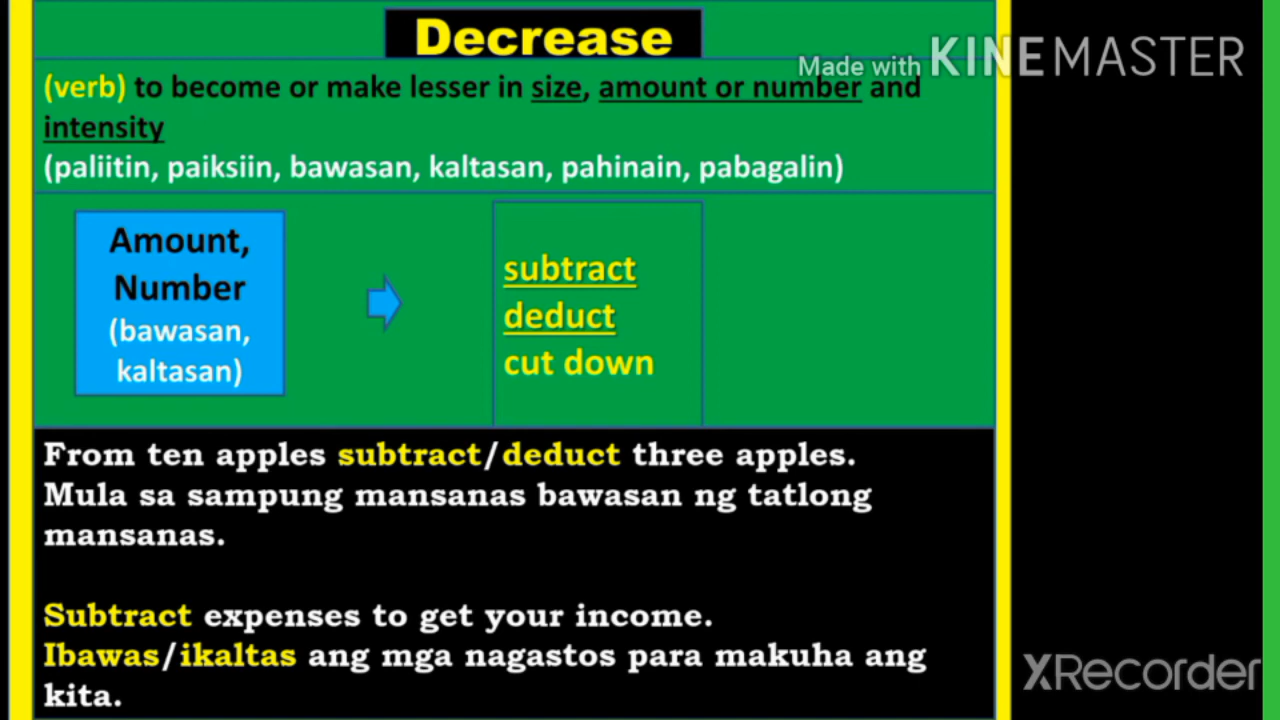 Decrease
Made with KINEMASTER
(verb) to become or make lesser in size, amount or number and
intensity
(paliitin, paiksiin, bawasan, kaltasan, pahinain, pabagalin)
Amount,
Number
(bawasan,
kaltasan)
subtract
deduct
cut down
From ten apples subtract/deduct three apples.
Mula sa sampung mansanas bawasan ng tatlong
mansanas.
Subtract expenses to get your income.
Ibawas/ikaltas ang mga nagastos para makuha ang
kita.
XRecorder